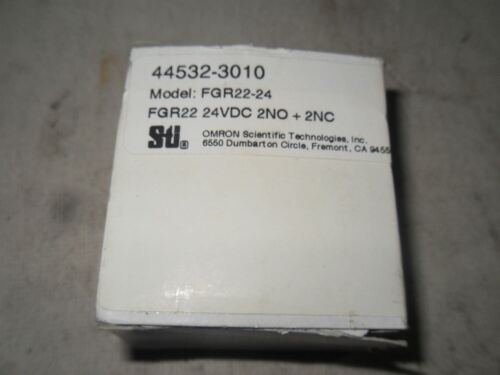 44532-3010
Model: FGR22-24
FGR22 24VDC 2NO + 2NC
Sti ® OMRON Scientific Technologies, Inc.
6550 Dumbarton Circle, Fremont, CA 9455